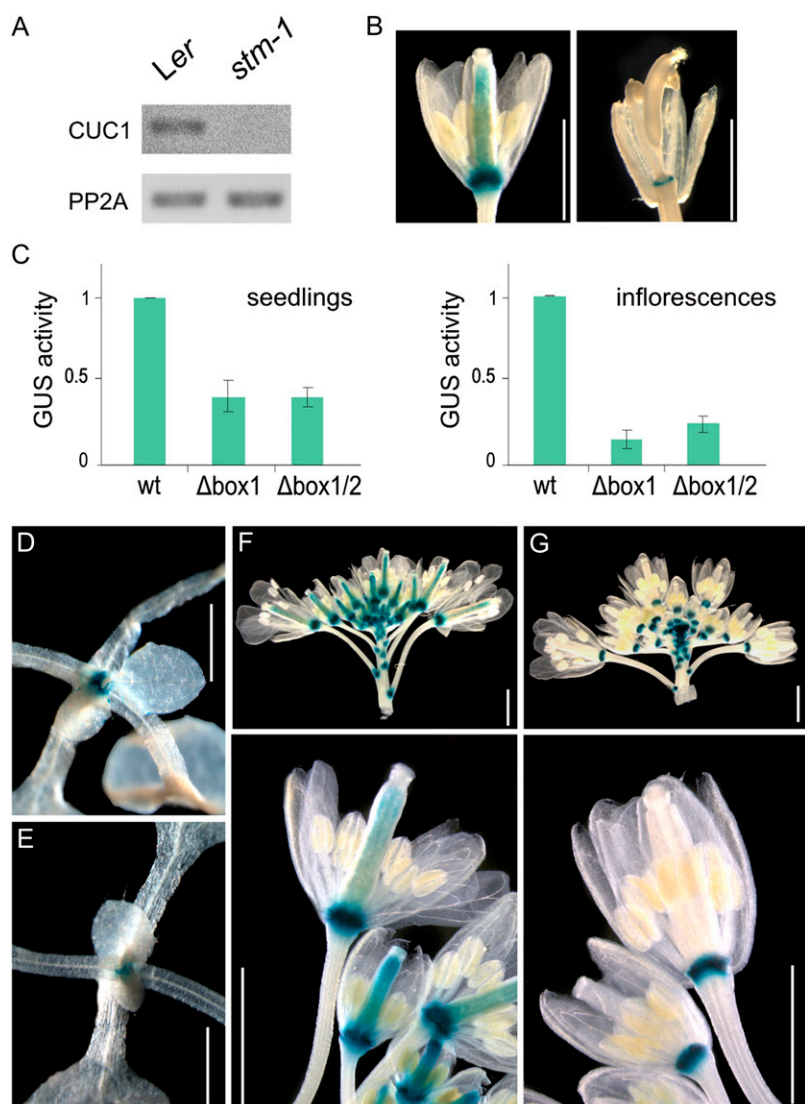 A
Ler
stm-1
CUC1
PP2A
B
C
GUS activity
1
0.5
0
seedlings
wt
Δbox1
Δbox1/2
GUS activity
1
0.5
0
inflorescences
wt
Δbox1
Δbox1/2
D
F
G
E